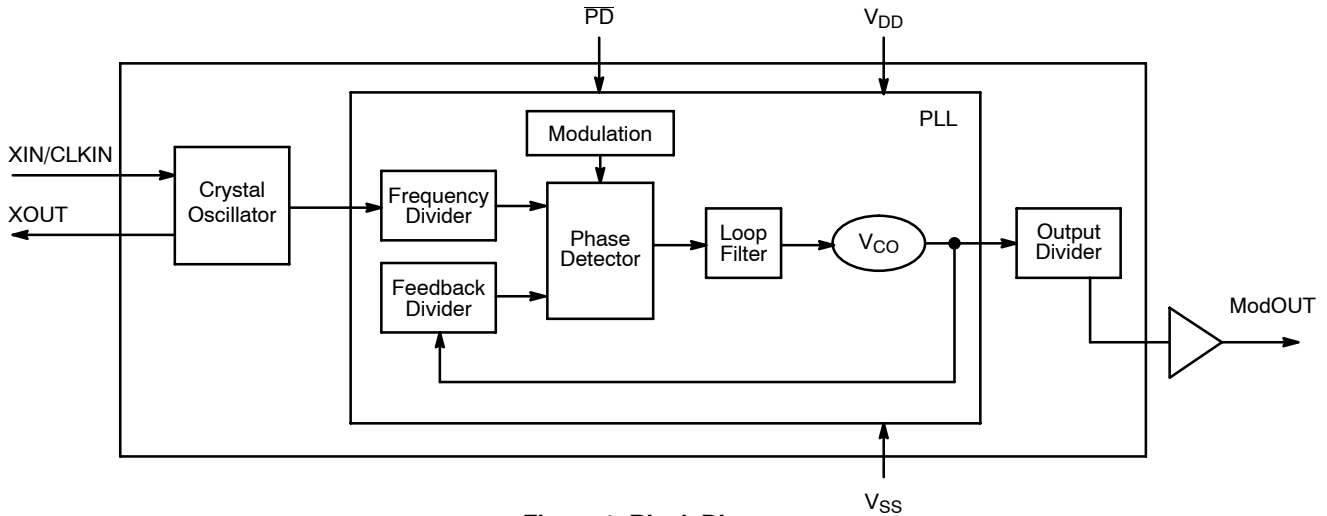 PD
VDD
PLL
Modulation
XIN/CLKIN
XOUT
Crystal
Oscillator
Frequency
Divider
Feedback
Divider
Phase
Detector
Loop
Filter
VCO
Output
Divider
ModOUT
VSS